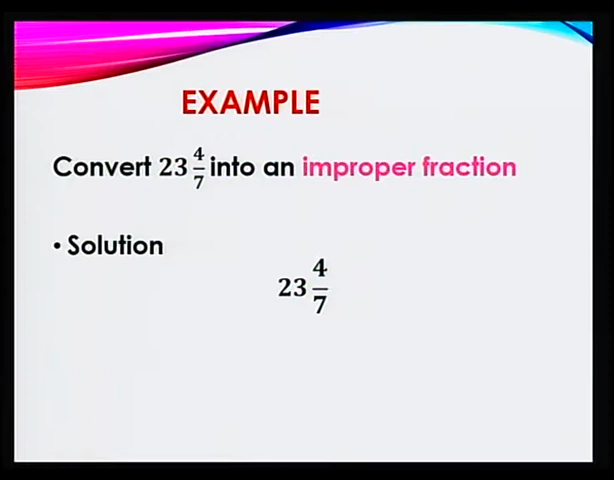 EXAMPLE
Convert 23 4/7 into an improper fraction
• Solution
23 4/7